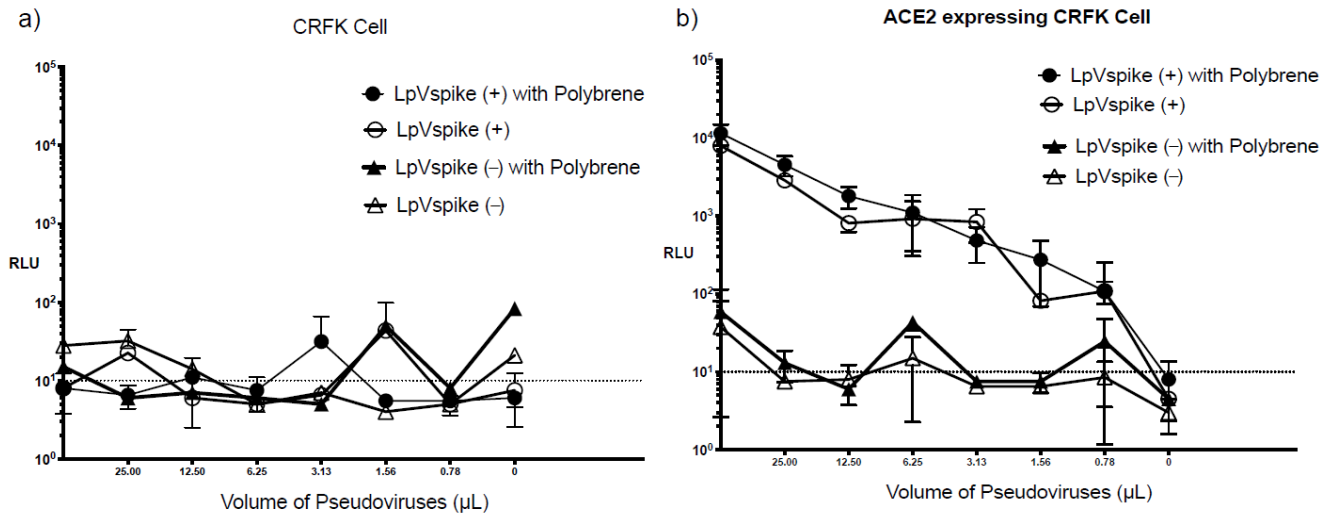 a)
CRFK Cell
10⁵
10⁴
10³
10²
10¹
10⁰
RLU
LpVspike (+) with Polybrene
LpVspike (+)
LpVspike (−) with Polybrene
LpVspike (−)
25.00 12.50 6.25 3.13 1.56 0.78 0
Volume of Pseudoviruses (µL)
b)
ACE2 expressing CRFK Cell
10⁵
10⁴
10³
10²
10¹
10⁰
RLU
LpVspike (+) with Polybrene
LpVspike (+)
LpVspike (−) with Polybrene
LpVspike (−)
25.00 12.50 6.25 3.13 1.56 0.78 0
Volume of Pseudoviruses (µL)